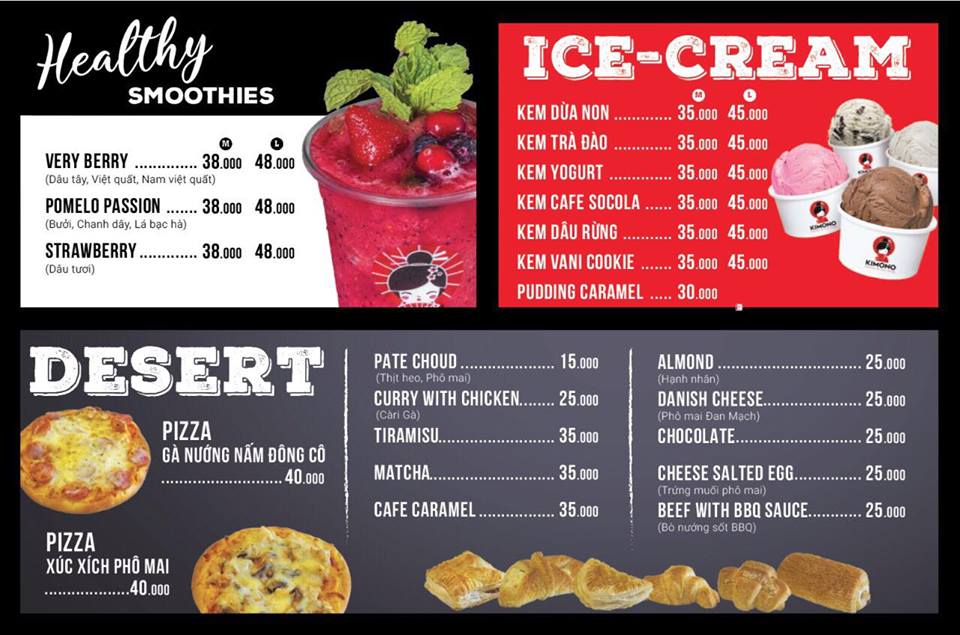 Healthy
SMOOTHIES
M L
VERY BERRY ............. 38.000 48.000
(Dâu tây, Việt quất, Nam việt quất)
POMELO PASSION ....... 38.000 48.000
(Bưởi, Chanh dây, Lá bạc hà)
STRAWBERRY ............. 38.000 48.000
(Dâu tươi)
ICE-CREAM
M L
KEM DỪA NON ............ 35.000 45.000
KEM TRÀ ĐÀO ............. 35.000 45.000
KEM YOGURT .............. 35.000 45.000
KEM CAFE SOCOLA ...... 35.000 45.000
KEM DÂU RỪNG ........... 35.000 45.000
KEM VANI COOKIE ....... 35.000 45.000
PUDDING CARAMEL ..... 30.000
KIMONO
KIMONO
DESERT
PIZZA
GÀ NƯỚNG NẤM ĐÔNG CÔ
.......................... 40.000
PIZZA
XÚC XÍCH PHÔ MAI
...................40.000
PATE CHOUD .................... 15.000
(Thịt heo, Phô mai)
CURRY WITH CHICKEN....... 25.000
(Càri Gà)
TIRAMISU......................... 35.000
MATCHA........................... 35.000
CAFE CARAMEL ................ 35.000
ALMOND ............................... 25.000
(Hạnh nhân)
DANISH CHEESE..................... 25.000
(Phô mai Đan Mạch)
CHOCOLATE........................... 25.000
CHEESE SALTED EGG............... 25.000
(Trứng muối phô mai)
BEEF WITH BBQ SAUCE............ 25.000
(Bò nướng sốt BBQ)